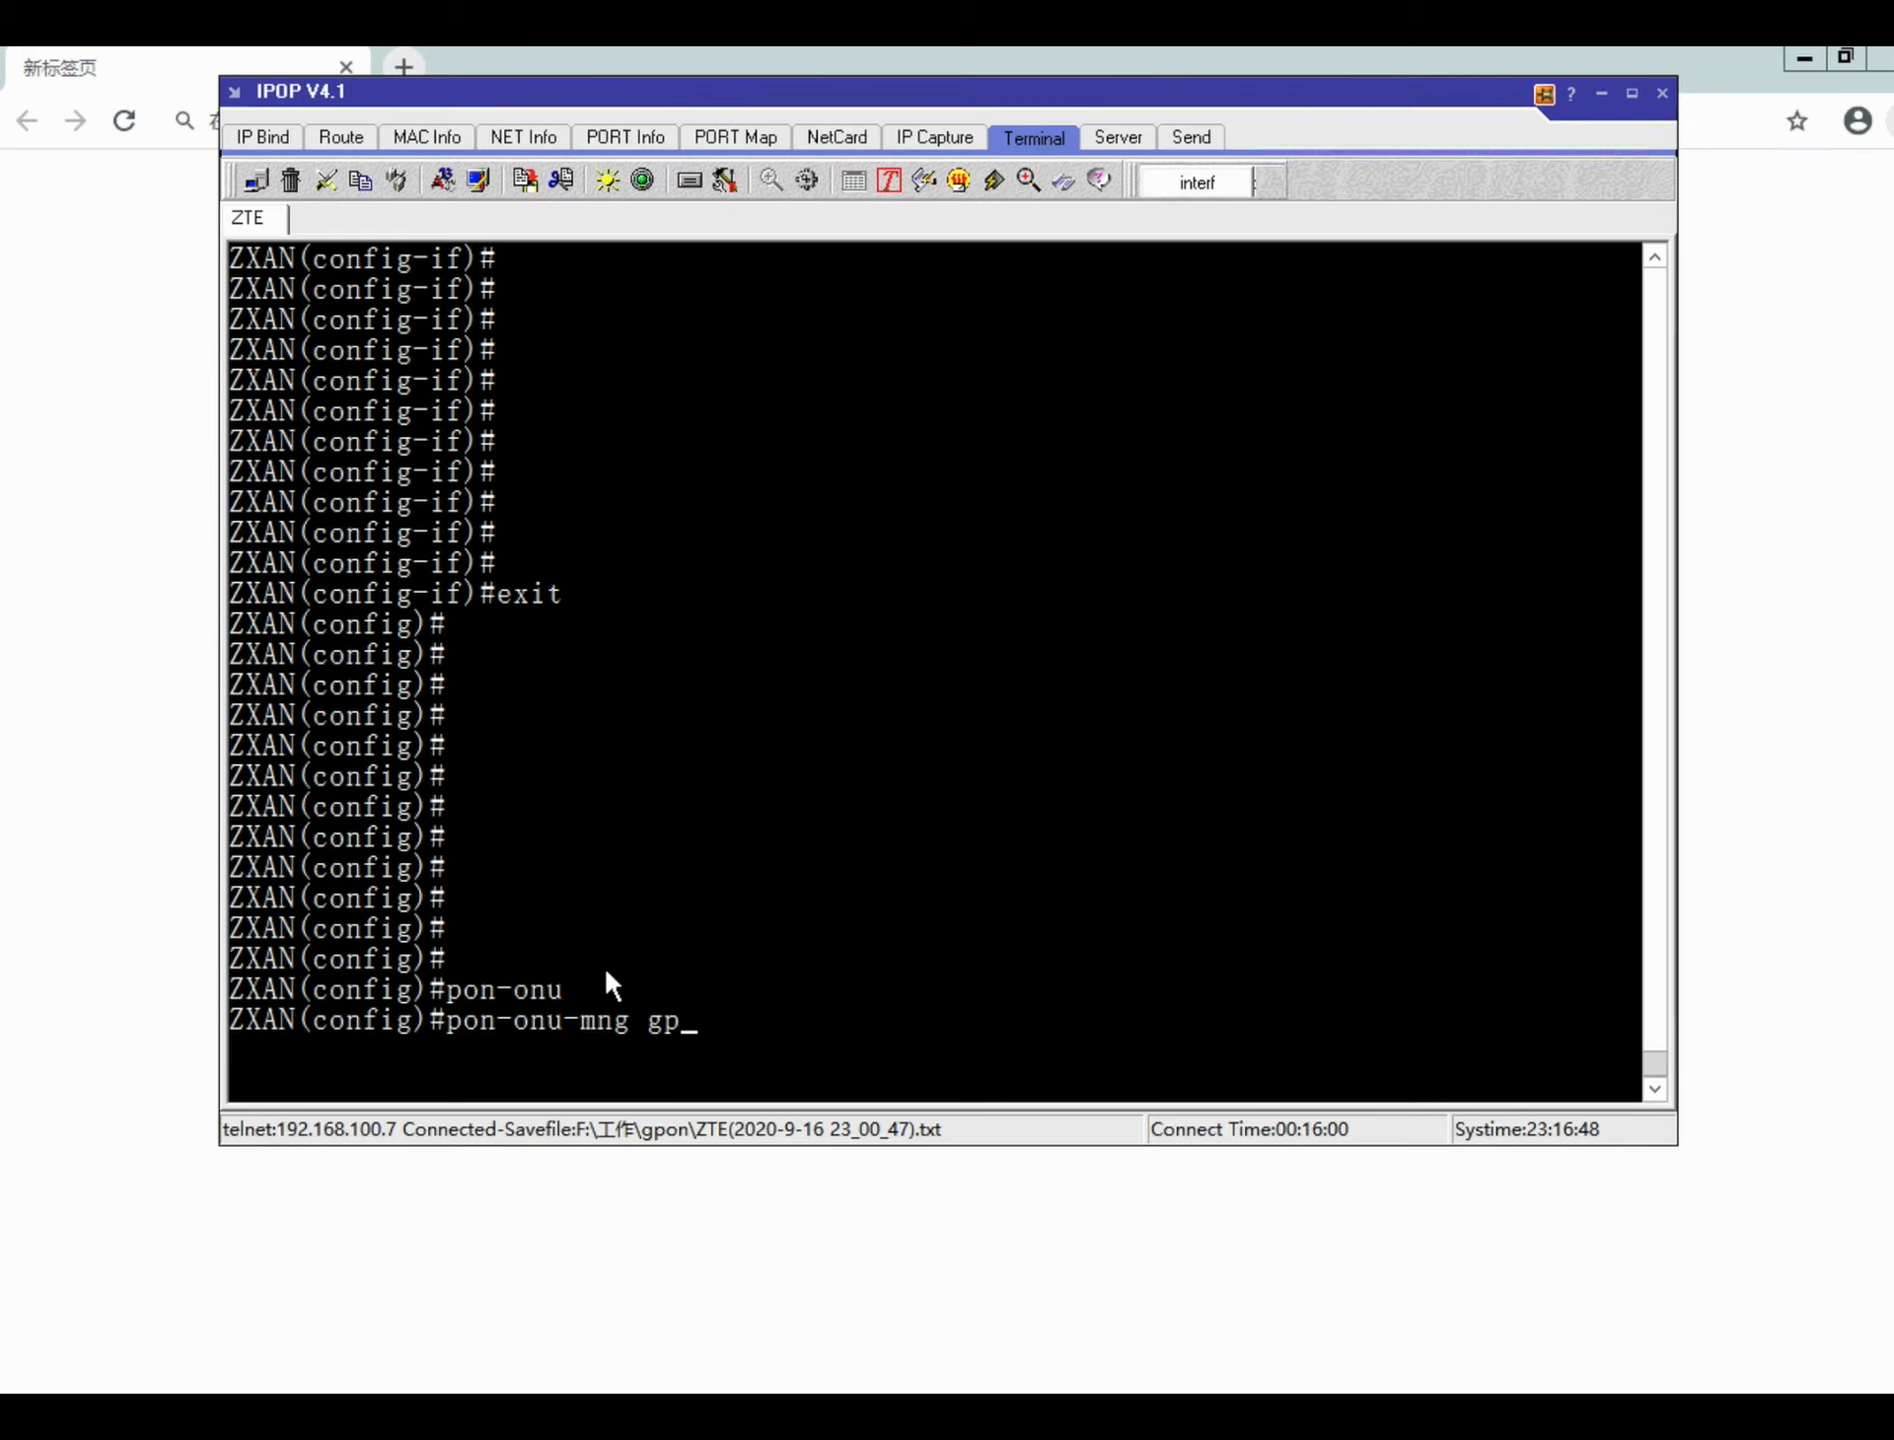 新标签页
IPOP V4.1
IP Bind Route MAC Info NET Info PORT Info PORT Map NetCard IP Capture Terminal Server Send
interf
ZTE
ZXAN(config-if)#
ZXAN(config-if)#
ZXAN(config-if)#
ZXAN(config-if)#
ZXAN(config-if)#
ZXAN(config-if)#
ZXAN(config-if)#
ZXAN(config-if)#
ZXAN(config-if)#
ZXAN(config-if)#
ZXAN(config-if)#
ZXAN(config-if)#exit
ZXAN(config)#
ZXAN(config)#
ZXAN(config)#
ZXAN(config)#
ZXAN(config)#
ZXAN(config)#
ZXAN(config)#
ZXAN(config)#
ZXAN(config)#
ZXAN(config)#
ZXAN(config)#
ZXAN(config)#
ZXAN(config)#pon-onu
ZXAN(config)#pon-onu-mng gp_
telnet:192.168.100.7 Connected-Savefile:F:\工作\gpon\ZTE(2020-9-16 23_00_47).txt Connect Time:00:16:00 Systime:23:16:48